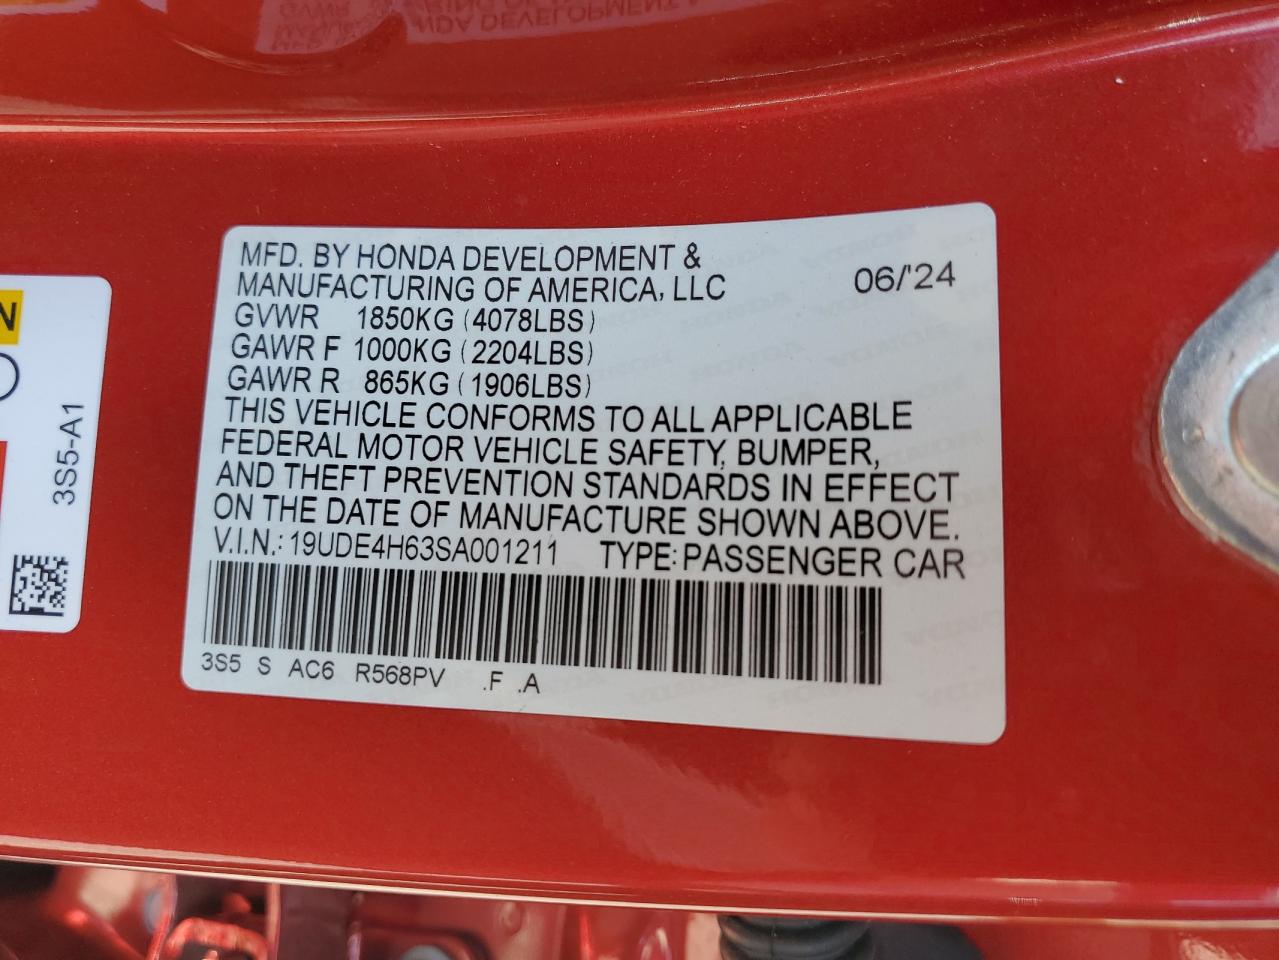 MFD. BY HONDA DEVELOPMENT &
MANUFACTURING OF AMERICA, LLC 06/'24
GVWR 1850KG (4078LBS)
GAWR F 1000KG (2204LBS)
GAWR R 865KG (1906LBS)
THIS VEHICLE CONFORMS TO ALL APPLICABLE
FEDERAL MOTOR VEHICLE SAFETY, BUMPER,
AND THEFT PREVENTION STANDARDS IN EFFECT
ON THE DATE OF MANUFACTURE SHOWN ABOVE.
V.I.N.: 19UDE4H63SA001211 TYPE: PASSENGER CAR
3S5 S AC6 R568PV .F .A
N
3S5-A1